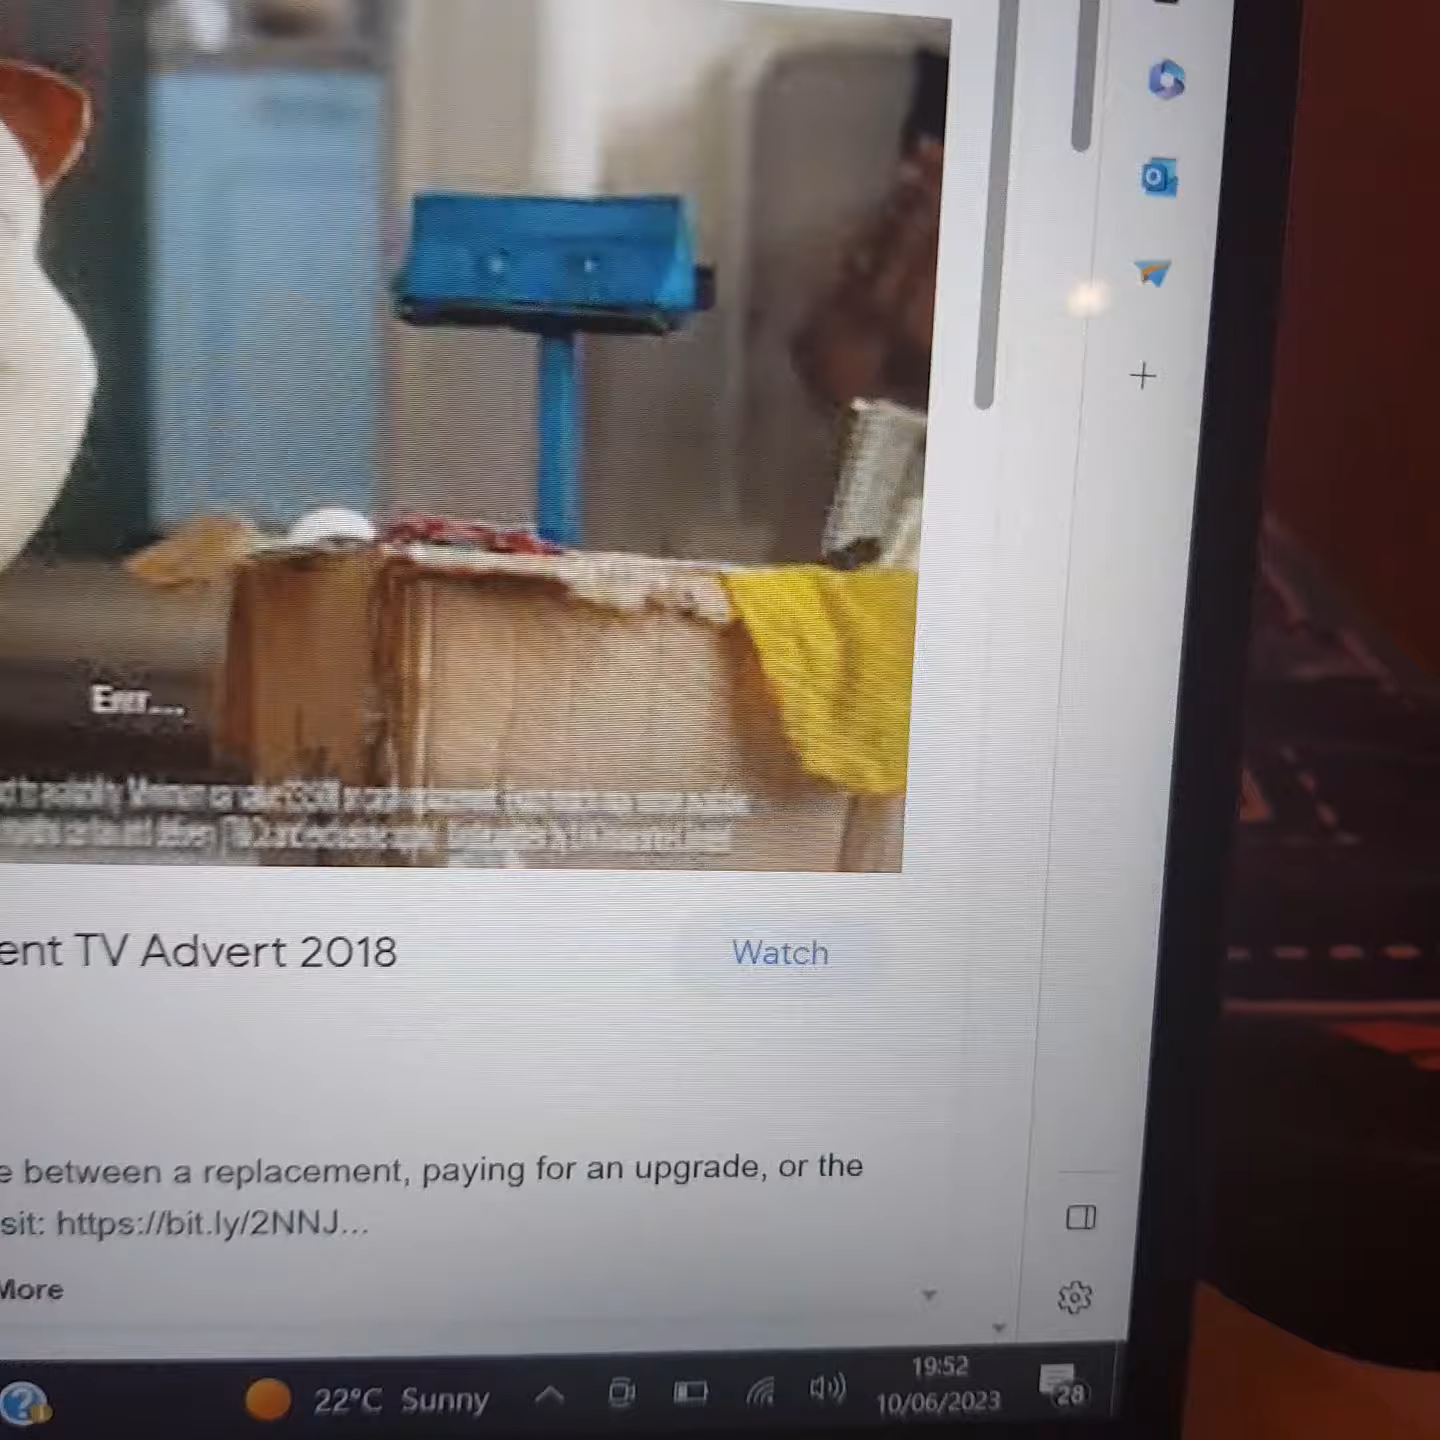 Errr....
ent TV Advert 2018
Watch
e between a replacement, paying for an upgrade, or the
sit: https://bit.ly/2NNJ...
More
22°C Sunny
19:52
10/06/2023
28